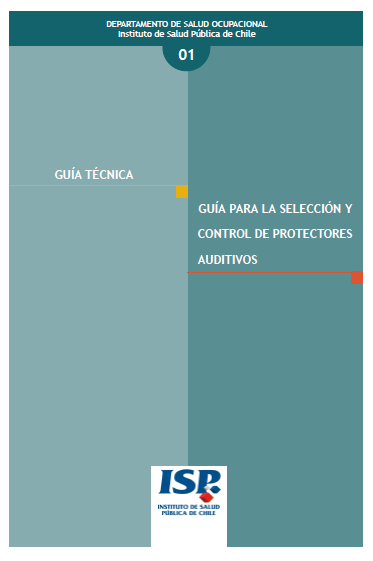 DEPARTAMENTO DE SALUD OCUPACIONAL
Instituto de Salud Pública de Chile
01
GUÍA TÉCNICA
GUÍA PARA LA SELECCIÓN Y
CONTROL DE PROTECTORES
AUDITIVOS
ISP
INSTITUTO DE SALUD
PÚBLICA DE CHILE